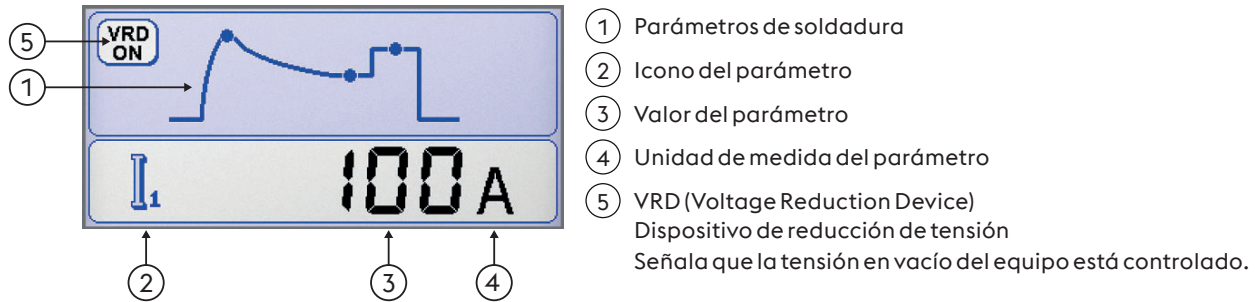 VRD
ON
5
1
I1
100 A
2
3
4
1 Parámetros de soldadura
2 Icono del parámetro
3 Valor del parámetro
4 Unidad de medida del parámetro
5 VRD (Voltage Reduction Device)
Dispositivo de reducción de tensión
Señala que la tensión en vacío del equipo está controlado.